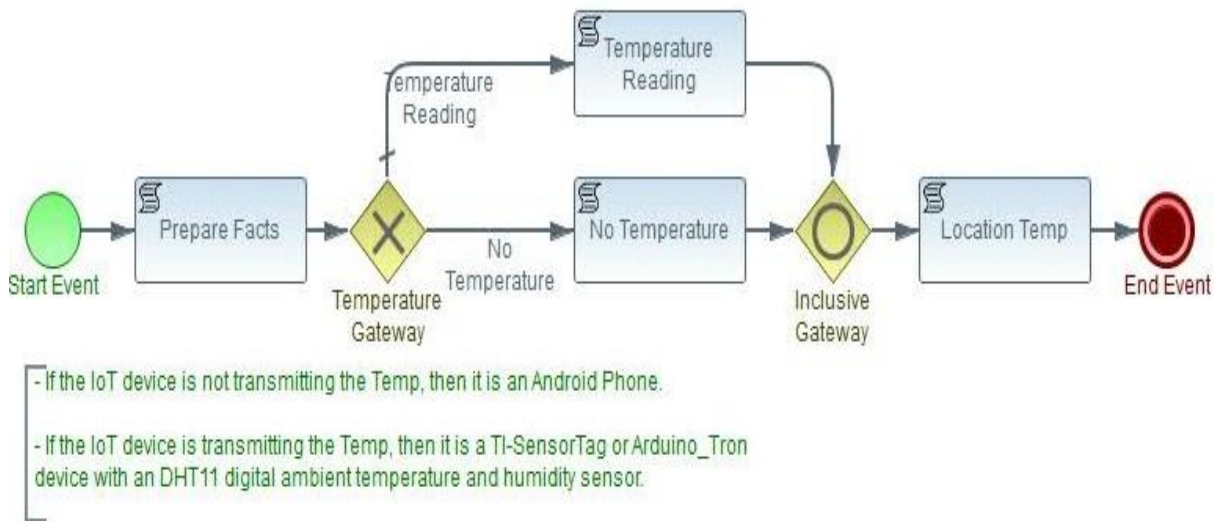 Temperature
Reading
Temperature
Reading
Prepare Facts
No Temperature
Location Temp
No
Temperature
Start Event
Temperature
Gateway
Inclusive
Gateway
End Event
- If the IoT device is not transmitting the Temp, then it is an Android Phone.
- If the IoT device is transmitting the Temp, then it is a TI-SensorTag or Arduino_Tron
device with an DHT11 digital ambient temperature and humidity sensor.